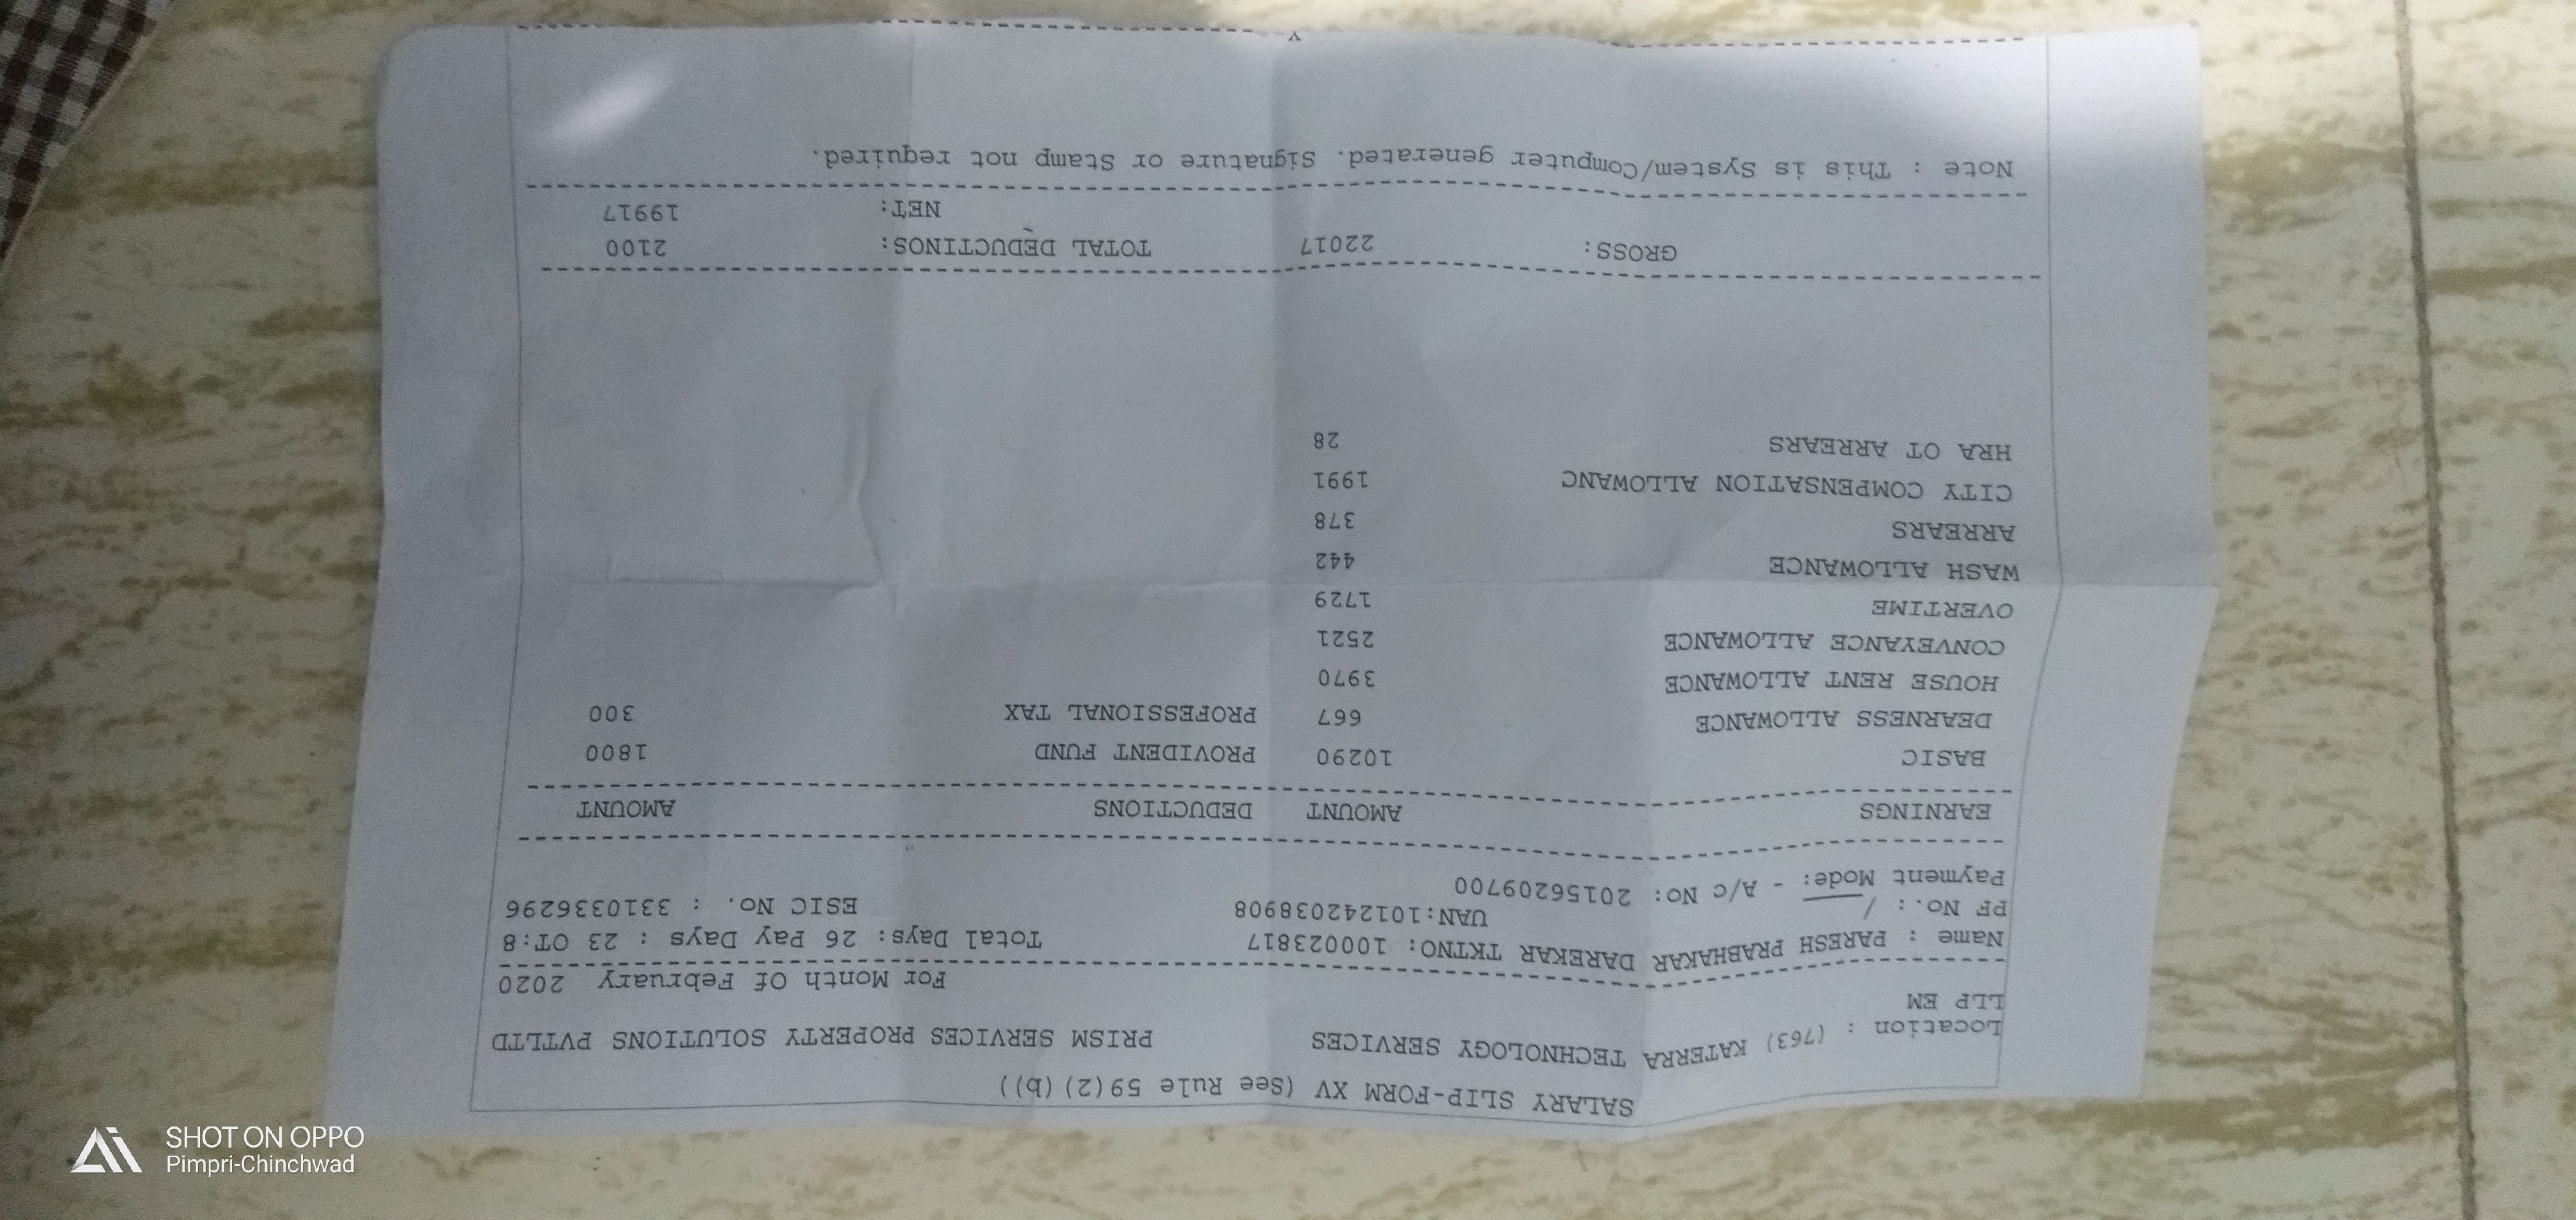 SALARY SLIP-FORM XV (See Rule 59(2)(b))
Location : (763) KATERRA TECHNOLOGY SERVICES PRISM SERVICES PROPERTY SOLUTIONS PVTLTD
LLP EM
For Month Of February 2020
Name : PARESH PRABHAKAR DAREKAR TKTNO: 100023817 Total Days: 26 Pay Days : 23 OT:8
PF No.: / UAN:101242038908 ESIC No. : 3310336296
Payment Mode: - A/c No: 20156209700
EARNINGS AMOUNT DEDUCTIONS AMOUNT
BASIC 10290 PROVIDENT FUND 1800
DEARNESS ALLOWANCE 667 PROFESSIONAL TAX 300
HOUSE RENT ALLOWANCE 3970
CONVEYANCE ALLOWANCE 2521
OVERTIME 1729
WASH ALLOWANCE 442
ARREARS 378
CITY COMPENSATION ALLOWANC 1991
HRA OT ARREARS 28
GROSS: 22017 TOTAL DEDUCTINOS: 2100
NET: 19917
Note : This is System/Computer generated. Signature or Stamp not required.
SHOT ON OPPO
Pimpri-Chinchwad